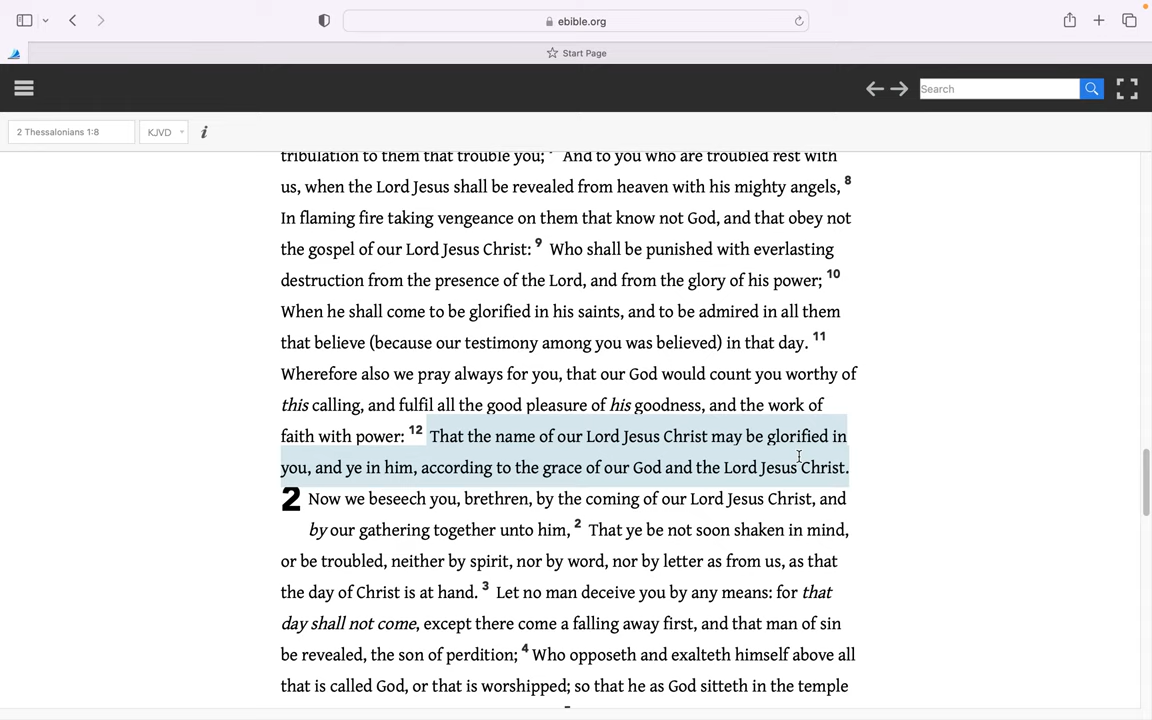 ebible.org
Start Page
Search
2 Thessalonians 1:8
KJVD
i
tribulation to them that trouble you; And to you who are troubled rest with
us, when the Lord Jesus shall be revealed from heaven with his mighty angels, 8
In flaming fire taking vengeance on them that know not God, and that obey not
the gospel of our Lord Jesus Christ: 9 Who shall be punished with everlasting
destruction from the presence of the Lord, and from the glory of his power; 10
When he shall come to be glorified in his saints, and to be admired in all them
that believe (because our testimony among you was believed) in that day. 11
Wherefore also we pray always for you, that our God would count you worthy of
this calling, and fulfil all the good pleasure of his goodness, and the work of
faith with power: 12 That the name of our Lord Jesus Christ may be glorified in
you, and ye in him, according to the grace of our God and the Lord Jesus Christ.
2 Now we beseech you, brethren, by the coming of our Lord Jesus Christ, and
by our gathering together unto him, 2 That ye be not soon shaken in mind,
or be troubled, neither by spirit, nor by word, nor by letter as from us, as that
the day of Christ is at hand. 3 Let no man deceive you by any means: for that
day shall not come, except there come a falling away first, and that man of sin
be revealed, the son of perdition; 4 Who opposeth and exalteth himself above all
that is called God, or that is worshipped; so that he as God sitteth in the temple